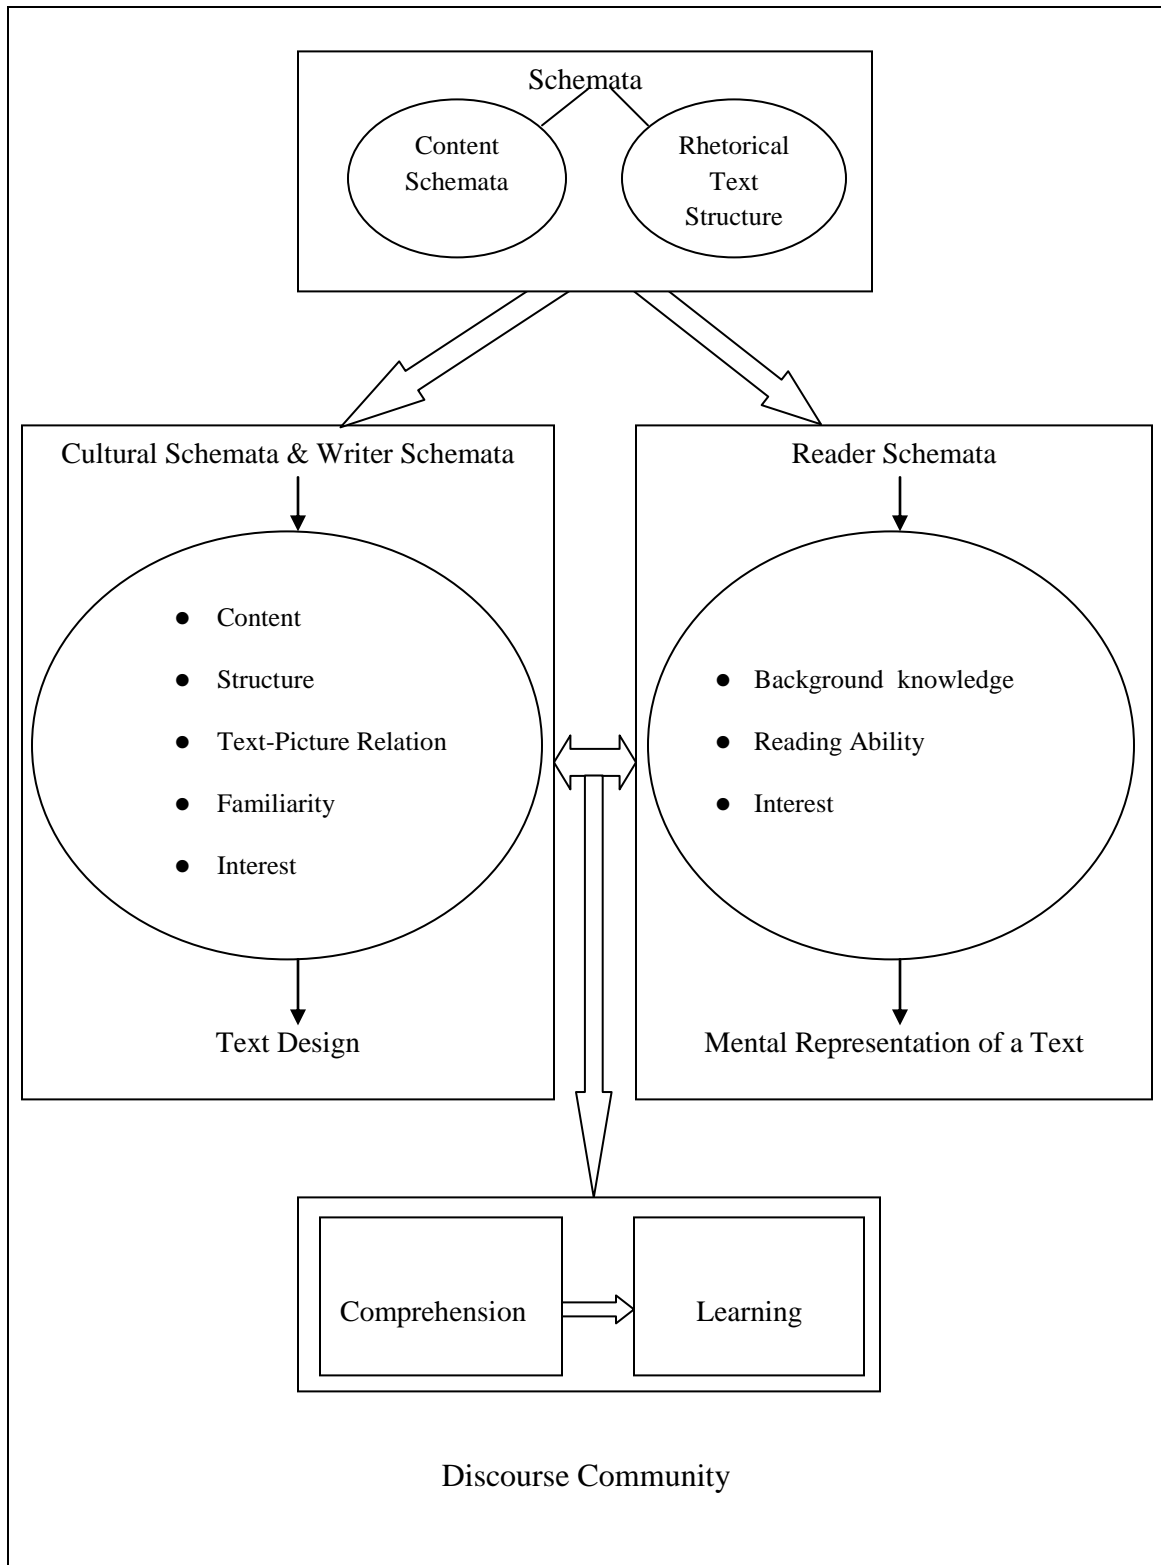 Schemata
Content
Schemata
Rhetorical
Text
Structure
Cultural Schemata & Writer Schemata
● Content
● Structure
● Text-Picture Relation
● Familiarity
● Interest
Text Design
Reader Schemata
● Background knowledge
● Reading Ability
● Interest
Mental Representation of a Text
Comprehension
Learning
Discourse Community